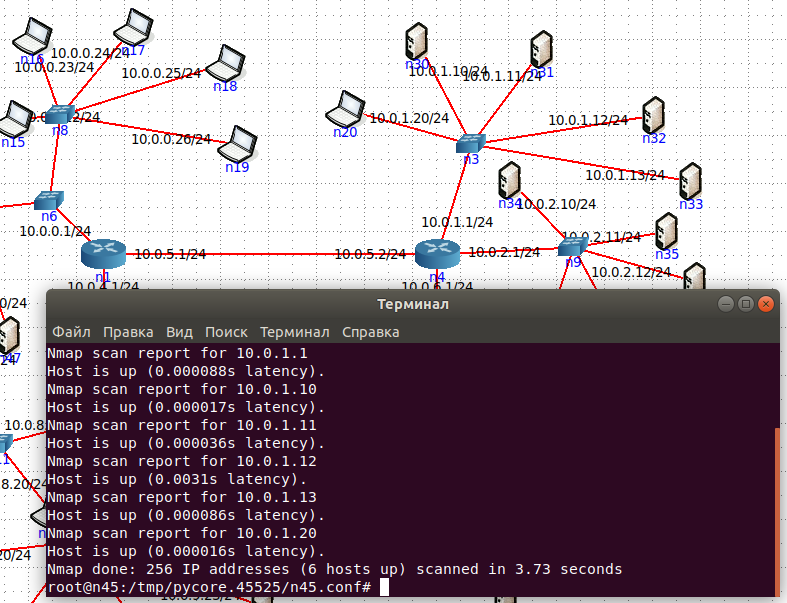 n16
n17
10.0.0.24/24
10.0.0.23/24
10.0.0.25/24
n18
n15
n8
10.0.0.26/24
n19
n6
10.0.0.1/24
n1
10.0.5.1/24
n30
n31
10.0.1.10/24
10.0.1.11/24
n20
10.0.1.20/24
10.0.1.12/24
n32
n3
10.0.1.13/24
n33
n34
10.0.2.10/24
10.0.1.1/24
10.0.2.11/24
n35
10.0.5.2/24
n4
10.0.2.1/24
n9
10.0.2.12/24
10.0.4.1/24
10.0.6.1/24
Терминал
Файл Правка Вид Поиск Терминал Справка
Nmap scan report for 10.0.1.1
Host is up (0.000088s latency).
Nmap scan report for 10.0.1.10
Host is up (0.000017s latency).
Nmap scan report for 10.0.1.11
Host is up (0.000036s latency).
Nmap scan report for 10.0.1.12
Host is up (0.0031s latency).
Nmap scan report for 10.0.1.13
Host is up (0.000086s latency).
Nmap scan report for 10.0.1.20
Host is up (0.000016s latency).
Nmap done: 256 IP addresses (6 hosts up) scanned in 3.73 seconds
root@n45:/tmp/pycore.45525/n45.conf#
0/24
47
10.0.8
8.20/24
20/24